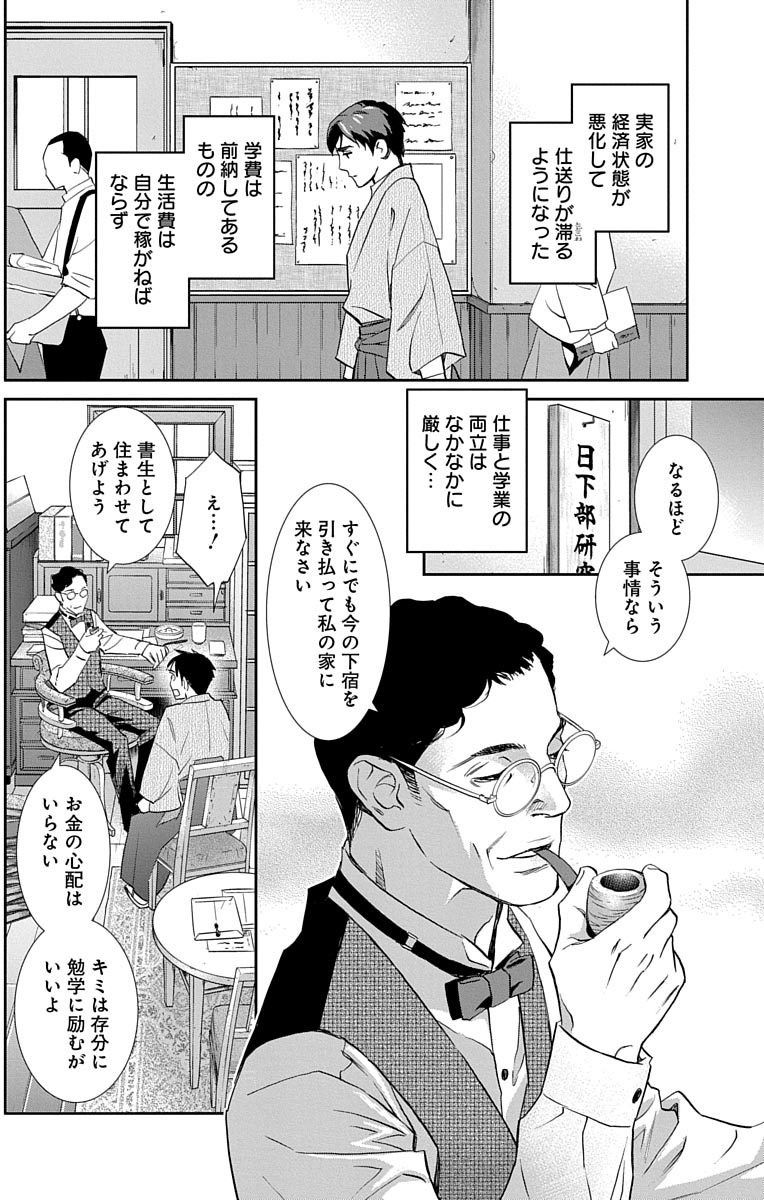 実家の
経済状態が
悪化して
仕送りが滞る
ようになった
学費は
前納してある
ものの
生活費は
自分で稼がねば
ならず
仕事と学業の
両立は
なかなかに
厳しく…
日下部研究
なるほど
そういう
事情なら
すぐにでも今の下宿を
引き払って私の家に
来なさい
え…!
書生として
住まわせて
あげよう
お金の心配は
いらない
キミは存分に
勉学に励むが
いいよ